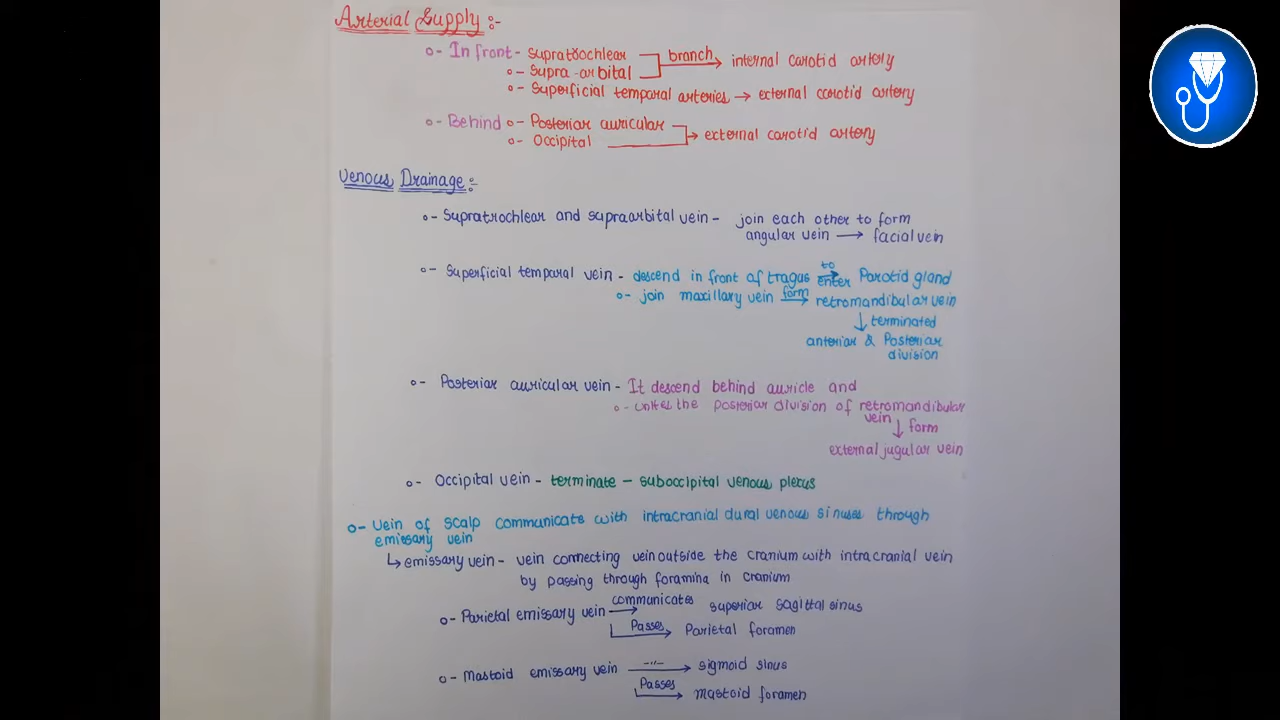 Arterial Supply :-
o- In front - supratrochlear branch → internal carotid artery
o- Supra-orbital
o- Superficial temporal arteries → external carotid artery
o- Behind o- Posterior auricular → external carotid artery
o- Occipital
Venous Drainage :-
o- Supratrochlear and supraorbital vein - join each other to form
angular vein → facial vein
o- Superficial temporal vein - descend in front of tragus to → enter Parotid gland
o- join maxillary vein form → retromandibular vein
↓ terminated
anterior & Posterior
division
o- Posterior auricular vein - It descend behind auricle and
o- unites the posterior division of retromandibular
vein ↓ form
external jugular vein
o- Occipital vein - terminate - suboccipital venous plexus
o- Vein of scalp communicate with intracranial dural venous sinuses through
emissary vein
↳ emissary vein - vein connecting vein outside the cranium with intracranial vein
by passing through foramina in cranium
o- Parietal emissary vein communicates → superior sagittal sinus
Passes → Parietal foramen
o- Mastoid emissary vein -"- → sigmoid sinus
Passes → mastoid foramen